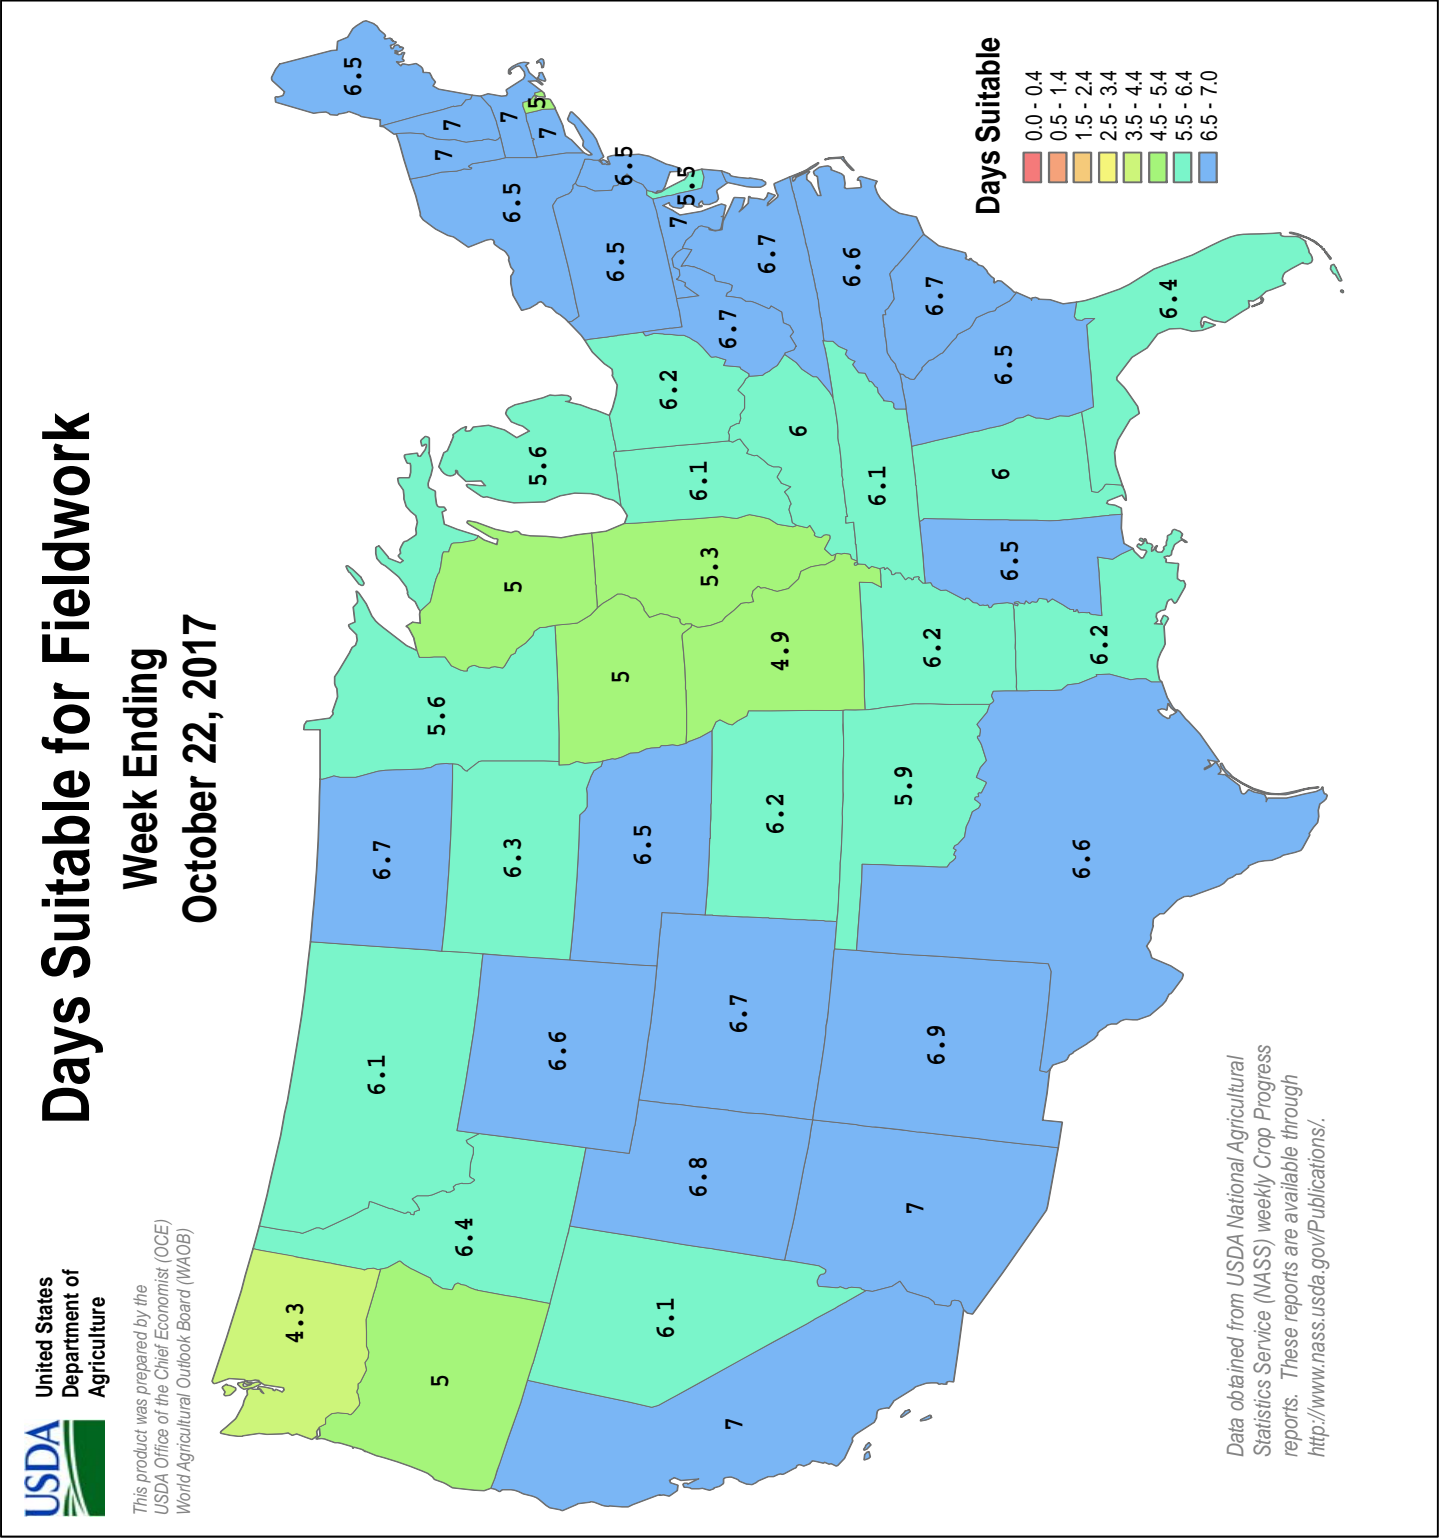 USDA
United States
Department of
Agriculture
Days Suitable for Fieldwork
Week Ending
October 22, 2017
This product was prepared by the
USDA Office of the Chief Economist (OCE)
World Agricultural Outlook Board (WAOB)
4.3
5
7
6.1
6.4
6.1
6.6
6.8
7
6.7
6.9
6.7
6.3
6.5
6.2
5.9
6.6
5.6
5
4.9
6.2
6.2
5
5.3
6.5
5.6
6.1
6.2
6
6.1
6
6.5
6.4
6.7
6.7
6.6
6.7
6.5
6.5
7
5.5
6.5
7
7
7
7
5
6.5
Days Suitable
0.0 - 0.4
0.5 - 1.4
1.5 - 2.4
2.5 - 3.4
3.5 - 4.4
4.5 - 5.4
5.5 - 6.4
6.5 - 7.0
Data obtained from USDA National Agricultural
Statistics Service (NASS) weekly Crop Progress
reports. These reports are available through
http://www.nass.usda.gov/Publications/.